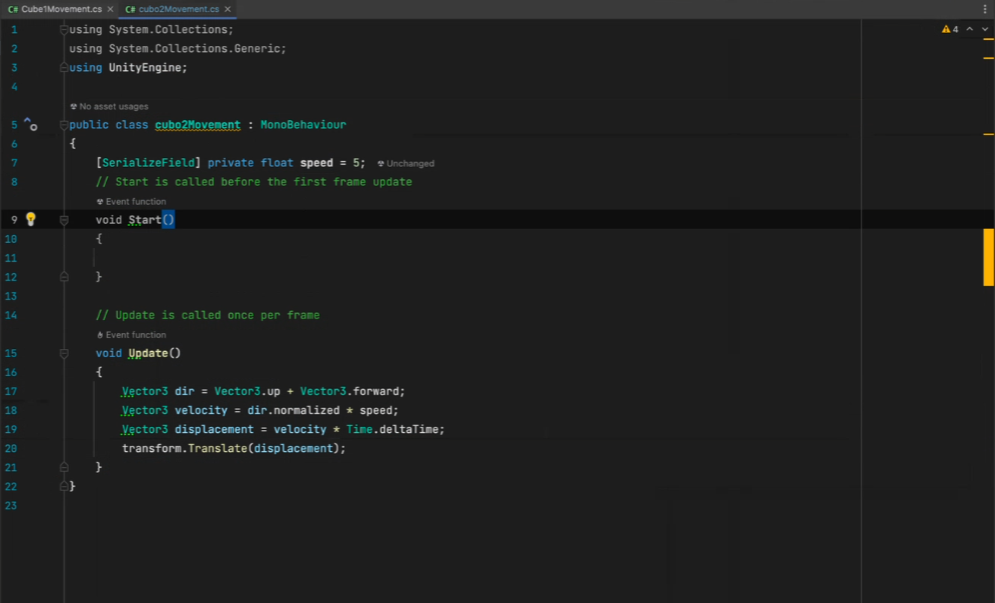 C# Cube1Movement.cs × C# cubo2Movement.cs ×
1 using System.Collections;
2 using System.Collections.Generic;
3 using UnityEngine;
4
No asset usages
5 public class cubo2Movement : MonoBehaviour
6 {
7 [SerializeField] private float speed = 5; Unchanged
8 // Start is called before the first frame update
Event function
9 void Start()
10 {
11
12 }
13
14 // Update is called once per frame
Event function
15 void Update()
16 {
17 Vector3 dir = Vector3.up + Vector3.forward;
18 Vector3 velocity = dir.normalized * speed;
19 Vector3 displacement = velocity * Time.deltaTime;
20 transform.Translate(displacement);
21 }
22 }
23
4